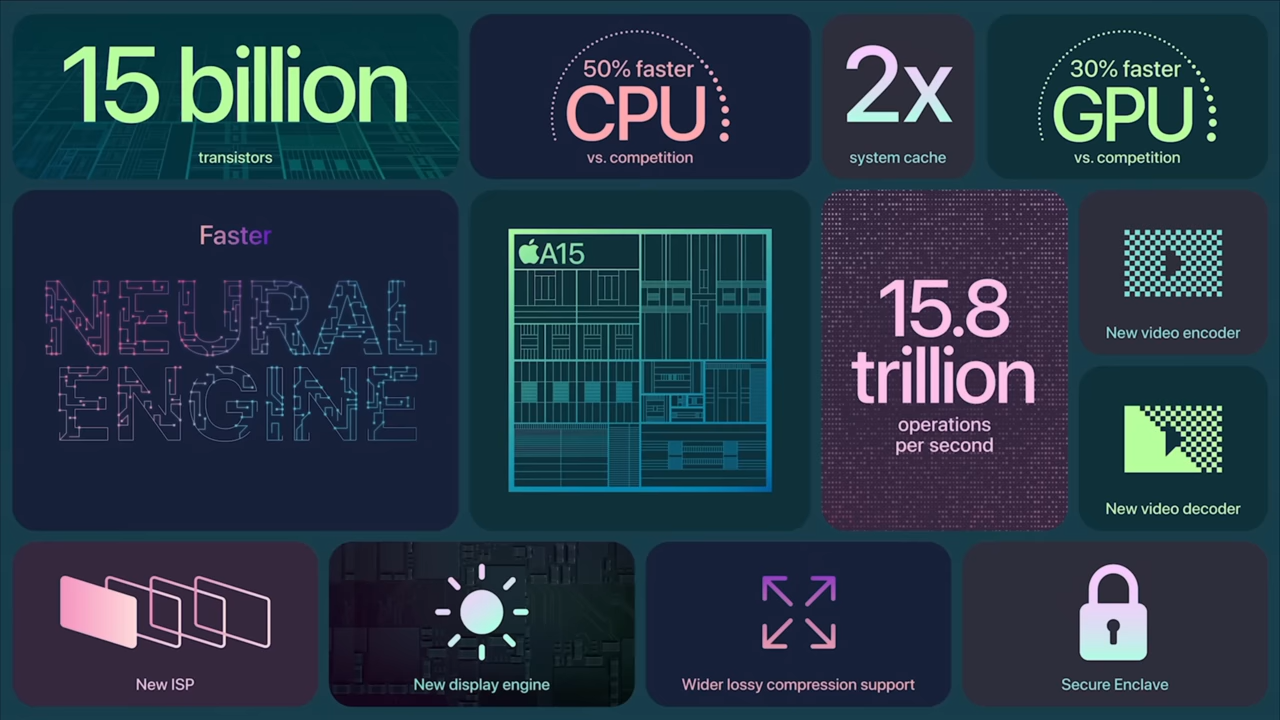 15 billion
transistors
50% faster
CPU
vs. competition
2x
system cache
30% faster
GPU
vs. competition
Faster
NEURAL
ENGINE
A15
15.8
trillion
operations
per second
New video encoder
New video decoder
New ISP
New display engine
Wider lossy compression support
Secure Enclave